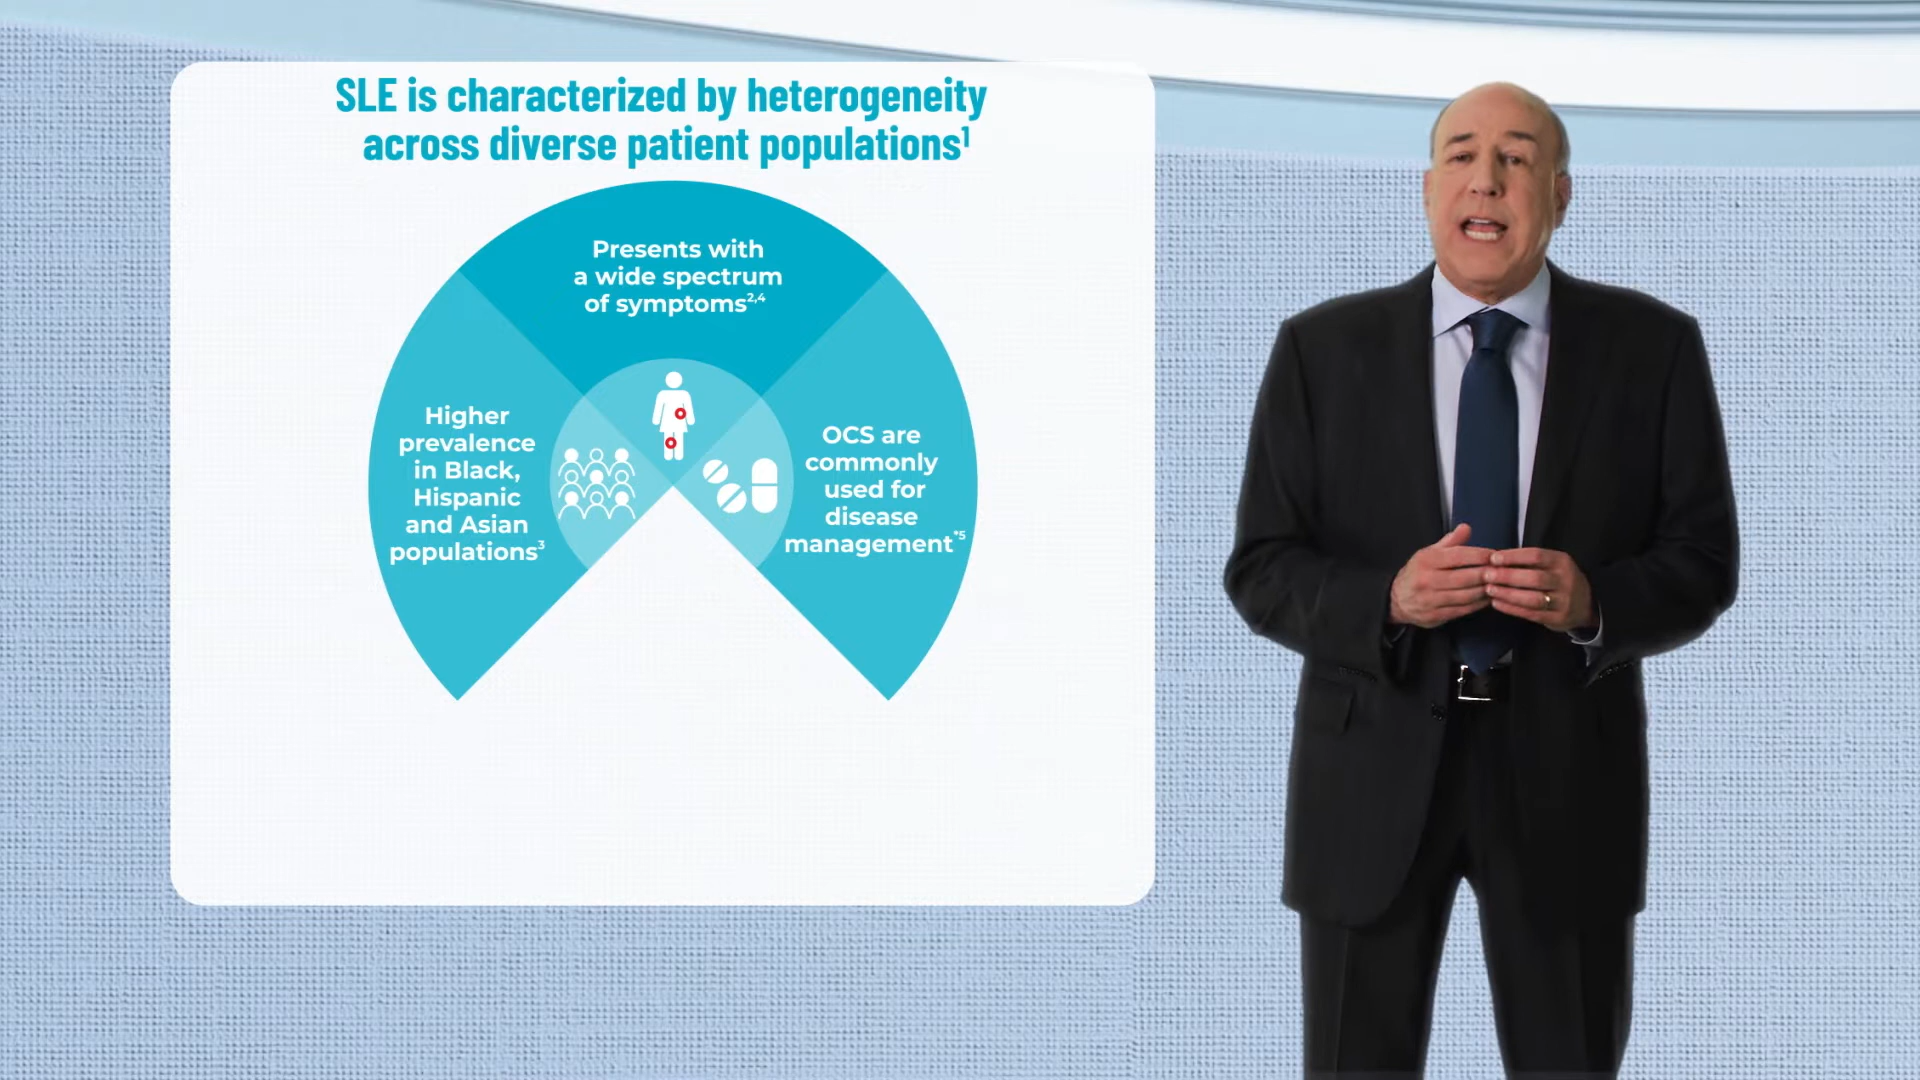 SLE is characterized by heterogeneity
across diverse patient populations¹
Presents with
a wide spectrum
of symptoms²,⁴
Higher
prevalence
in Black,
Hispanic
and Asian
populations³
OCS are
commonly
used for
disease
management*⁵